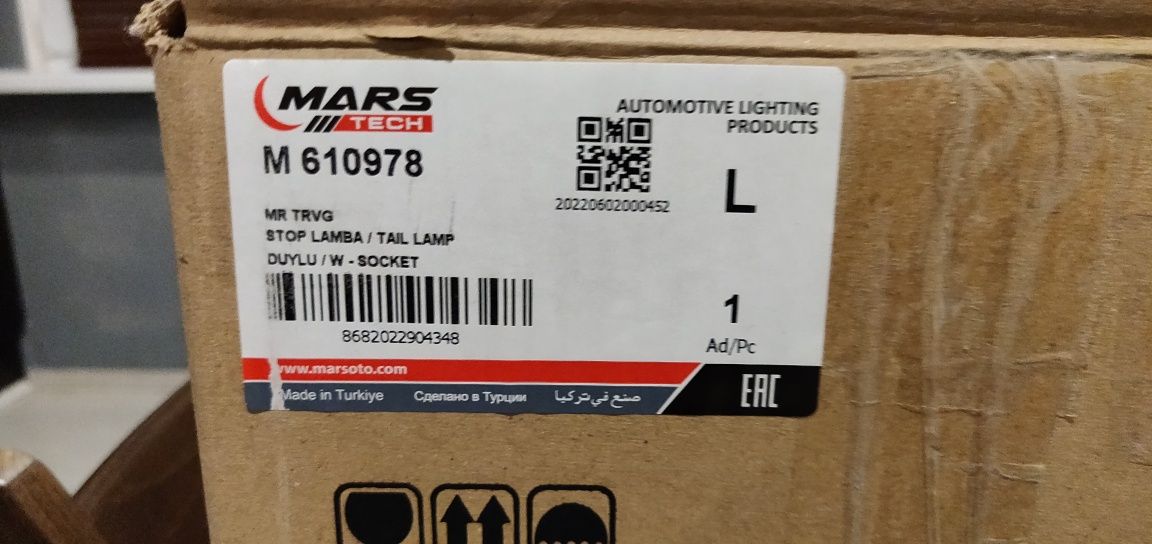 MARS
TECH
M 610978
AUTOMOTIVE LIGHTING
PRODUCTS
20220602000452
L
MR TRVG
STOP LAMBA / TAIL LAMP
DUYLU / W - SOCKET
8682022904348
1
Ad/Pc
www.marsoto.com
Made in Turkiye
Сделано в Турции
صنع في تركيا
EAC